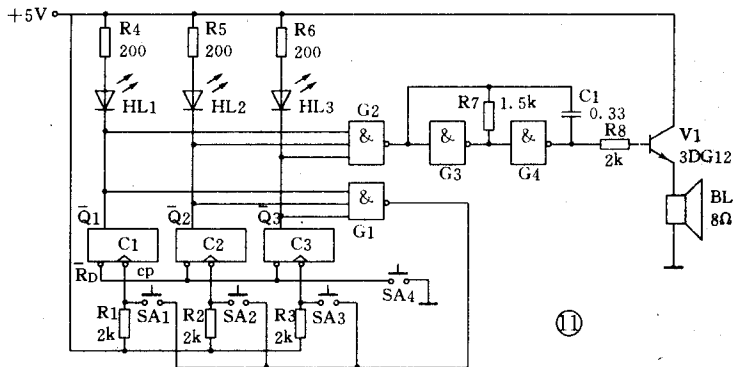 +5V
R4
200
R5
200
R6
200
HL1
HL2
HL3
G2
&
R7
1.5k
C1
0.33
&
G3
&
G4
R8
2k
V1
3DG12
BL
8Ω
&
G1
Q̄1
Q̄2
Q̄3
C1
C2
C3
R̄D
cp
SA4
R1
2k
SA1
R2
2k
SA2
R3
2k
SA3
⑪